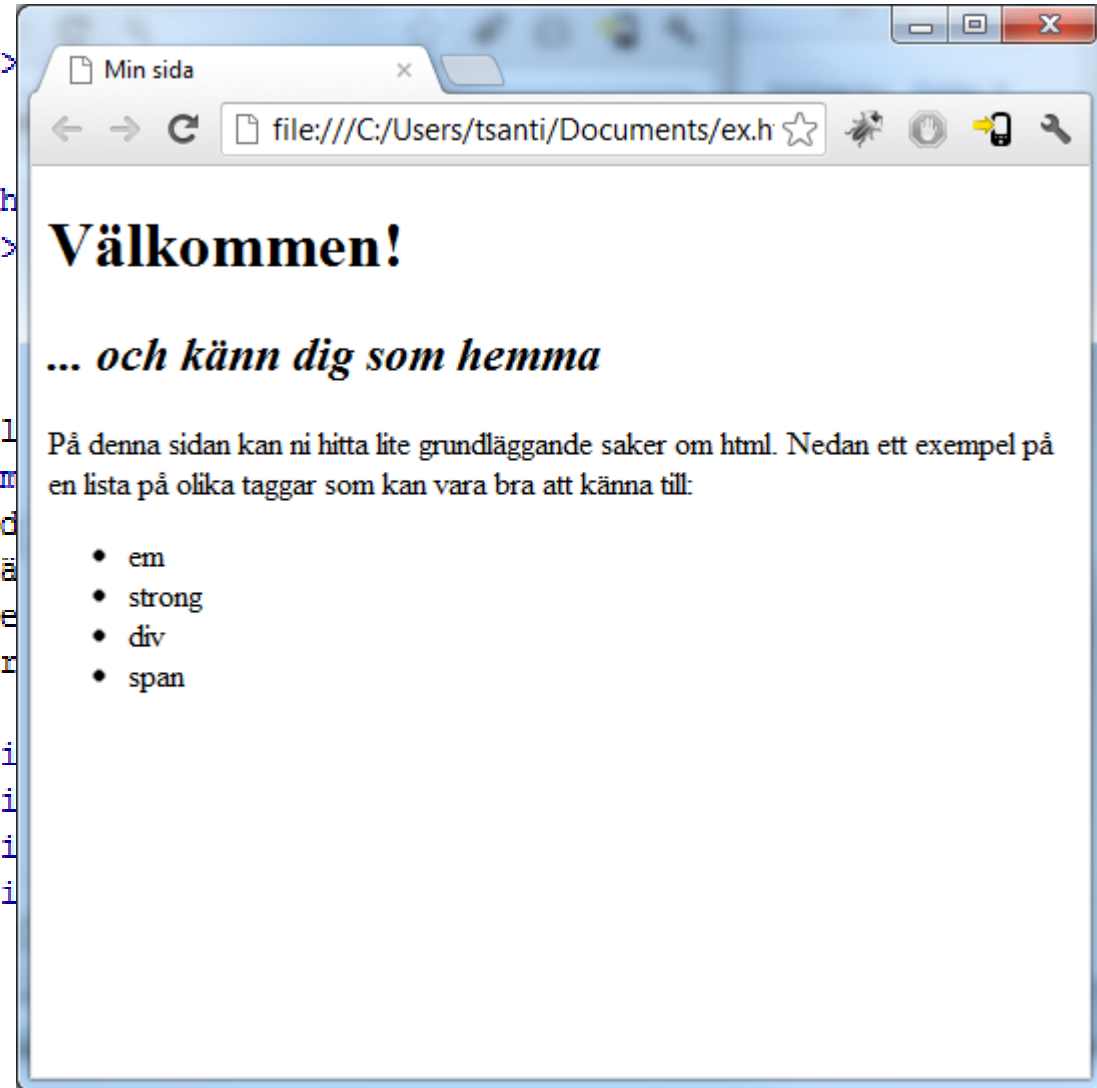 Min sida
file:///C:/Users/tsanti/Documents/ex.h
Välkommen!
... och känn dig som hemma
På denna sidan kan ni hitta lite grundläggande saker om html. Nedan ett exempel på
en lista på olika taggar som kan vara bra att känna till:
em
strong
div
span